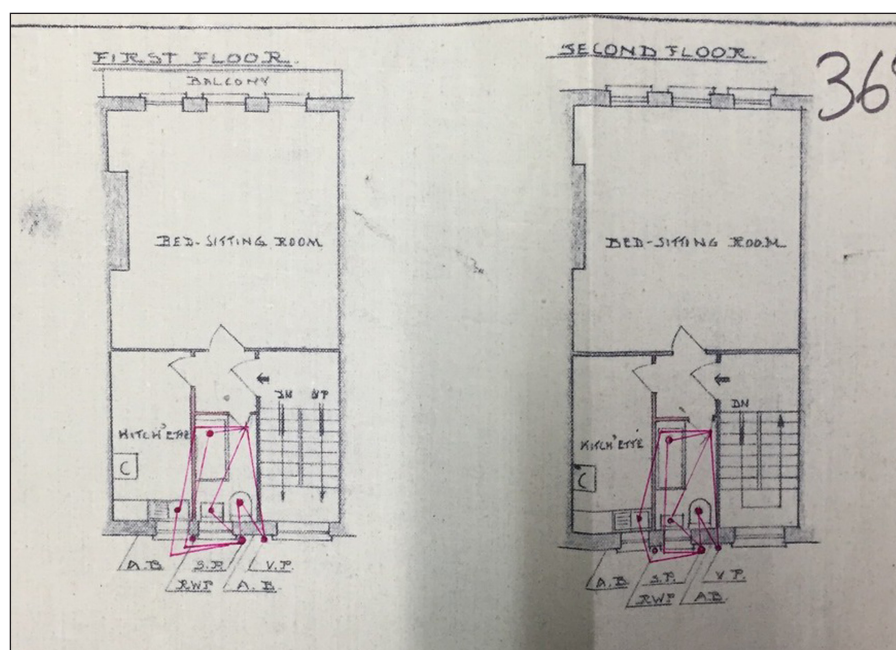 FIRST FLOOR.
BALCONY
BED-SITTING ROOM
DN UP
KITCH'ETTE
C
A.B
S.P.
V.P.
RWP
A.B.
SECOND FLOOR.
36
BED-SITTING ROOM
DN
KITCH'ETTE
C
A.B
S.P.
V.P.
RWP
A.B.